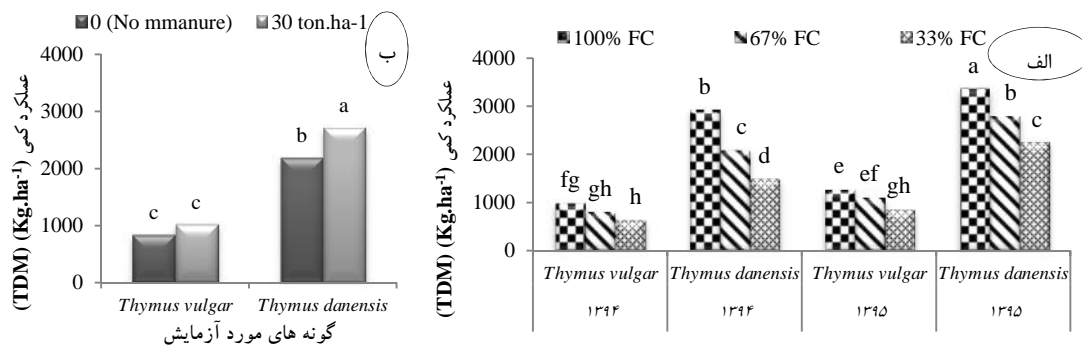 0 (No mmanure) 30 ton.ha-1
ب
عملکرد کمی (TDM) (Kg.ha-1)
4000
3000
2000
1000
0
c c b a
Thymus vulgar Thymus danensis
گونه های مورد آزمایش
100% FC 67% FC 33% FC
الف
عملکرد کمی (TDM) (Kg.ha-1)
4000
3000
2000
1000
0
fg gh h b c d e ef gh a b c
Thymus vulgar Thymus danensis Thymus vulgar Thymus danensis
۱۳۹۴ ۱۳۹۴ ۱۳۹۵ ۱۳۹۵